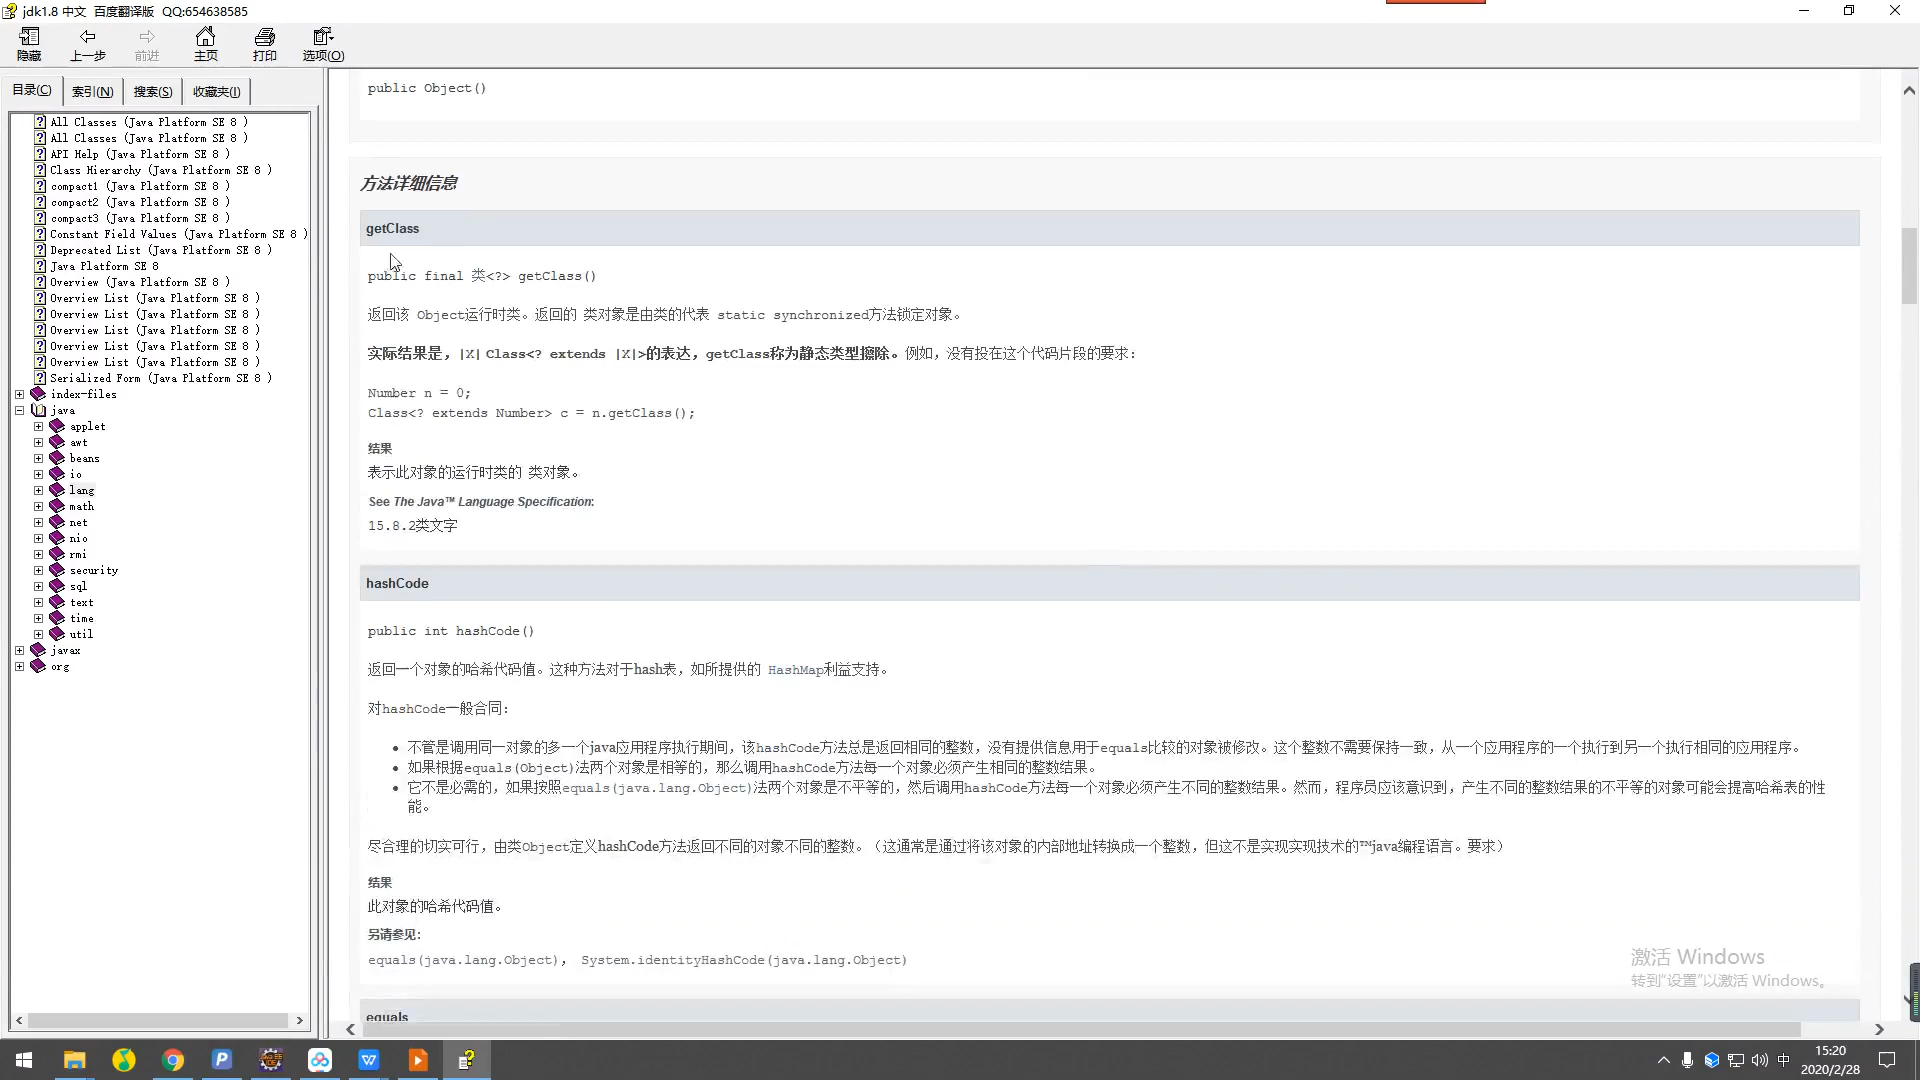 jdk1.8 中文 百度翻译版 QQ:654638585
隐藏 上一步 前进 主页 打印 选项(O)
目录(C) 索引(N) 搜索(S) 收藏夹(I)
All Classes (Java Platform SE 8 )
All Classes (Java Platform SE 8 )
API Help (Java Platform SE 8 )
Class Hierarchy (Java Platform SE 8 )
compact1 (Java Platform SE 8 )
compact2 (Java Platform SE 8 )
compact3 (Java Platform SE 8 )
Constant Field Values (Java Platform SE 8 )
Deprecated List (Java Platform SE 8 )
Java Platform SE 8
Overview (Java Platform SE 8 )
Overview List (Java Platform SE 8 )
Overview List (Java Platform SE 8 )
Overview List (Java Platform SE 8 )
Overview List (Java Platform SE 8 )
Overview List (Java Platform SE 8 )
Serialized Form (Java Platform SE 8 )
index-files
java
applet
awt
beans
io
lang
math
net
nio
rmi
security
sql
text
time
util
javax
org
public Object()
方法详细信息
getClass
public final 类<?> getClass()
返回该 Object运行时类。返回的 类对象是由类的代表 static synchronized方法锁定对象。
实际结果是，|X| Class<? extends |X|>的表达，getClass称为静态类型擦除。例如，没有投在这个代码片段的要求：
Number n = 0;
Class<? extends Number> c = n.getClass();
结果
表示此对象的运行时类的 类对象。
See The Java™ Language Specification:
15.8.2类文字
hashCode
public int hashCode()
返回一个对象的哈希代码值。这种方法对于hash表，如所提供的 HashMap利益支持。
对hashCode一般合同：
不管是调用同一对象的多一个java应用程序执行期间，该hashCode方法总是返回相同的整数，没有提供信息用于equals比较的对象被修改。这个整数不需要保持一致，从一个应用程序的一个执行到另一个执行相同的应用程序。
如果根据equals(Object)法两个对象是相等的，那么调用hashCode方法每一个对象必须产生相同的整数结果。
它不是必需的，如果按照equals(java.lang.Object)法两个对象是不平等的，然后调用hashCode方法每一个对象必须产生不同的整数结果。然而，程序员应该意识到，产生不同的整数结果的不平等的对象可能会提高哈希表的性
能。
尽合理的切实可行，由类Object定义hashCode方法返回不同的对象不同的整数。（这通常是通过将该对象的内部地址转换成一个整数，但这不是实现实现技术的™java编程语言。要求）
结果
此对象的哈希代码值。
另请参见：
equals(java.lang.Object)， System.identityHashCode(java.lang.Object)
equals
激活 Windows
转到“设置”以激活 Windows。
中
15:20
2020/2/28